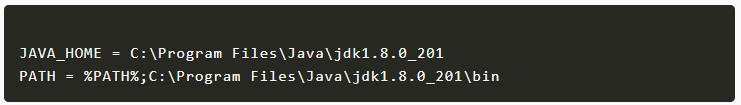 JAVA_HOME = C:\Program Files\Java\jdk1.8.0_201
PATH = %PATH%;C:\Program Files\Java\jdk1.8.0_201\bin